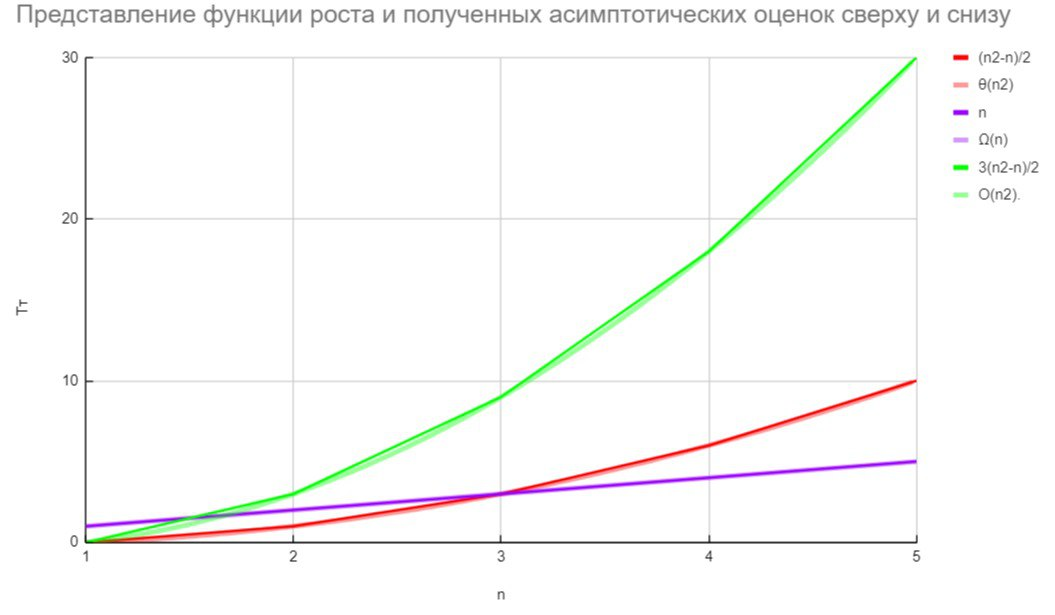 Представление функции роста и полученных асимптотических оценок сверху и снизу
30
20
10
0
Тт
1 2 3 4 5
n
(n2-n)/2
θ(n2)
n
Ω(n)
3(n2-n)/2
O(n2).